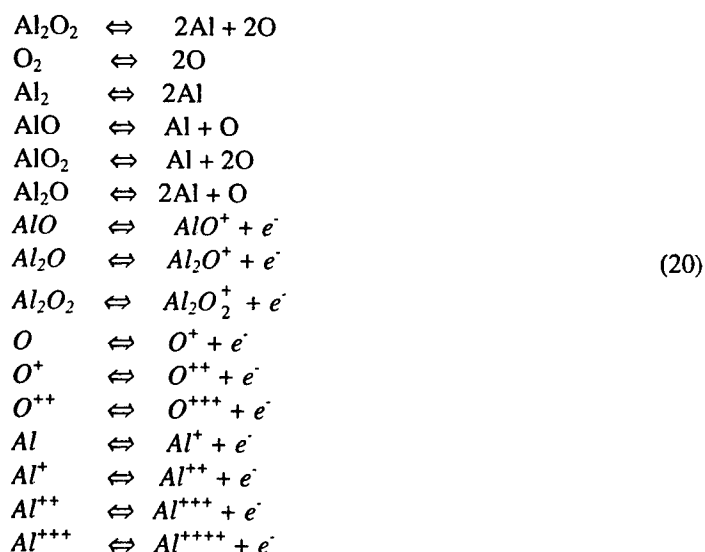 Al₂O₂ ⇔ 2Al + 2O
O₂ ⇔ 2O
Al₂ ⇔ 2Al
AlO ⇔ Al + O
AlO₂ ⇔ Al + 2O
Al₂O ⇔ 2Al + O
AlO ⇔ AlO⁺ + e⁻
Al₂O ⇔ Al₂O⁺ + e⁻
(20)
Al₂O₂ ⇔ Al₂O₂⁺ + e⁻
O ⇔ O⁺ + e⁻
O⁺ ⇔ O⁺⁺ + e⁻
O⁺⁺ ⇔ O⁺⁺⁺ + e⁻
Al ⇔ Al⁺ + e⁻
Al⁺ ⇔ Al⁺⁺ + e⁻
Al⁺⁺ ⇔ Al⁺⁺⁺ + e⁻
Al⁺⁺⁺ ⇔ Al⁺⁺⁺⁺ + e⁻